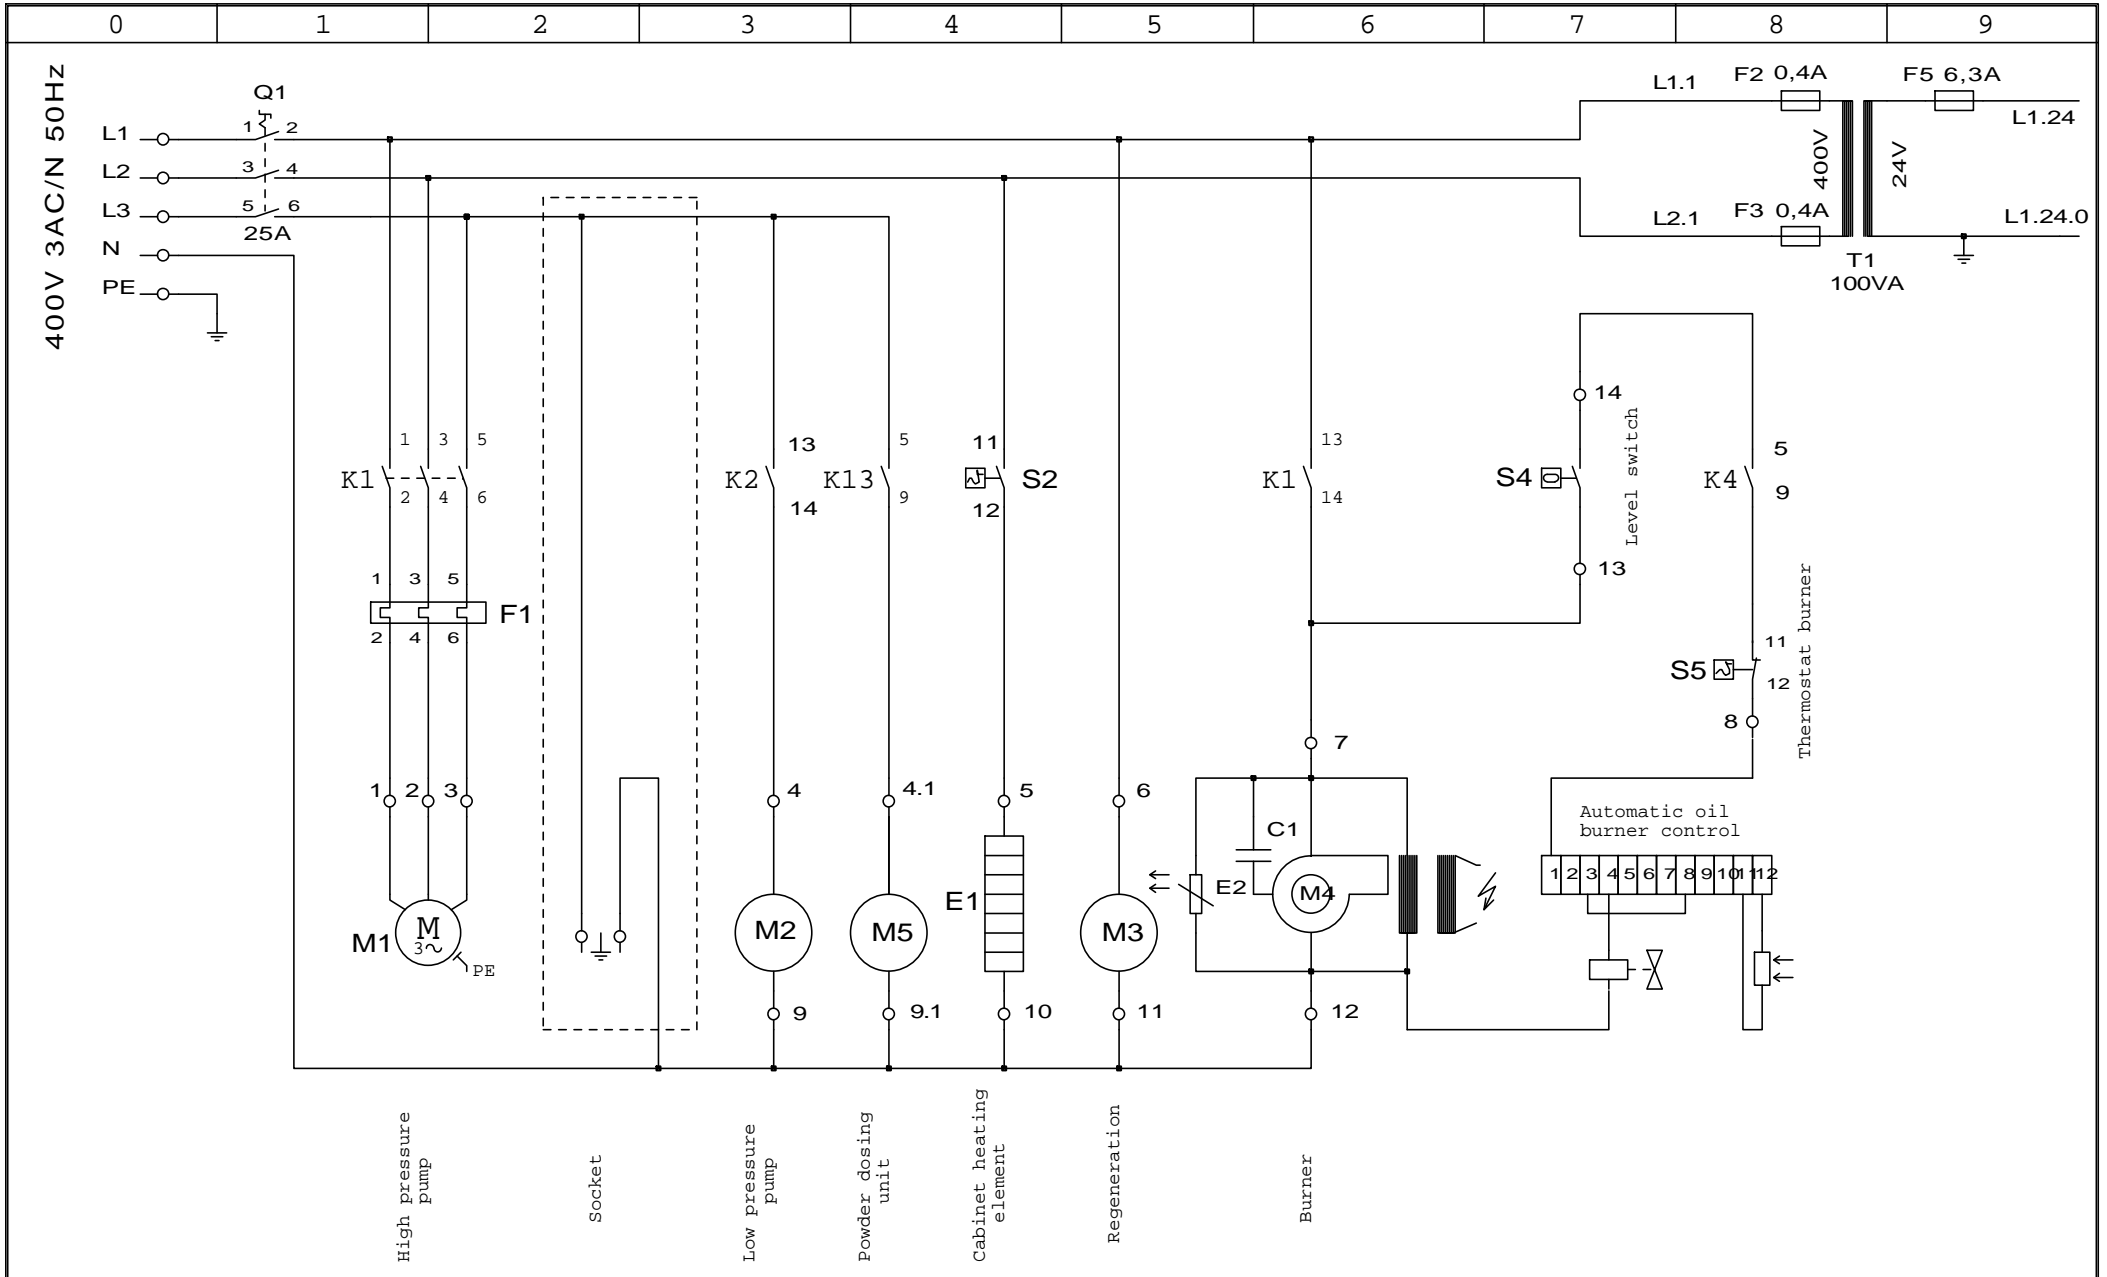 0 1 2 3 4 5 6 7 8 9
400V 3AC/N 50Hz
Q1
L1 1 2
L2 3 4
L3 5 6
25A
N
PE
L1.1 F2 0,4A F5 6,3A
L1.24
400V 24V
L2.1 F3 0,4A L1.24.0
T1
100VA
14
Level switch
1 3 5 13 5 11 13 5
K1 K2 K13 S2 K1 S4 K4
2 4 6 14 9 12 14 9
13
1 3 5
F1
2 4 6
11
S5
12
Thermostat burner
8
7
1 2 3 4 4.1 5 6
C1
Automatic oil
burner control
E2 M4
1 2 3 4 5 6 7 8 9 10 11 12
E1
M1 M
3~
PE
M2 M5 M3
9 9.1 10 11 12
High pressure
pump
Socket
Low pressure
pump
Powder dosing
unit
Cabinet heating
element
Regeneration
Burner